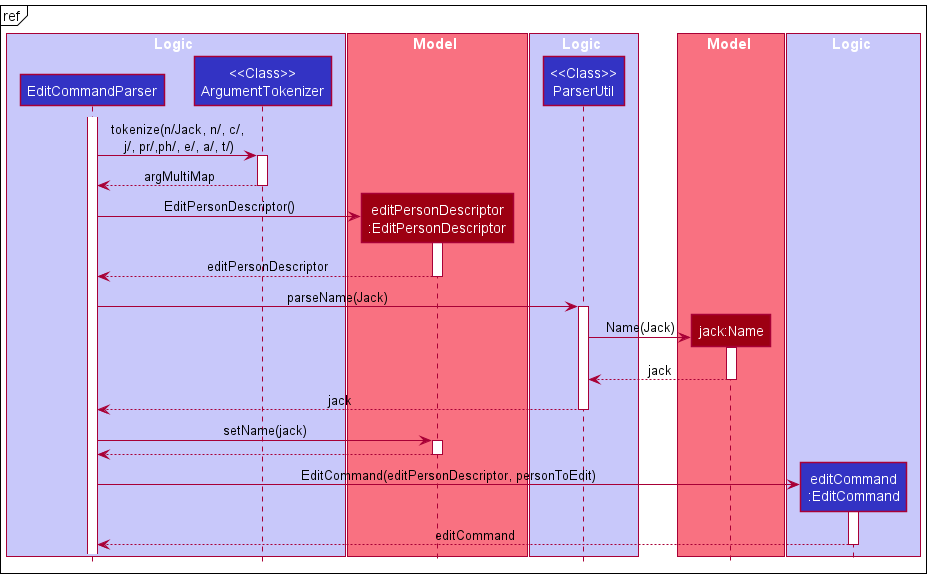 ref
Logic
Model
Logic
Model
Logic
EditCommandParser
<<Class>>
ArgumentTokenizer
<<Class>>
ParserUtil
tokenize(n/Jack, n/, c/,
j/, pr/,ph/, e/, a/, t/)
argMultiMap
EditPersonDescriptor()
editPersonDescriptor
:EditPersonDescriptor
editPersonDescriptor
parseName(Jack)
Name(Jack)
jack:Name
jack
jack
setName(jack)
EditCommand(editPersonDescriptor, personToEdit)
editCommand
:EditCommand
editCommand